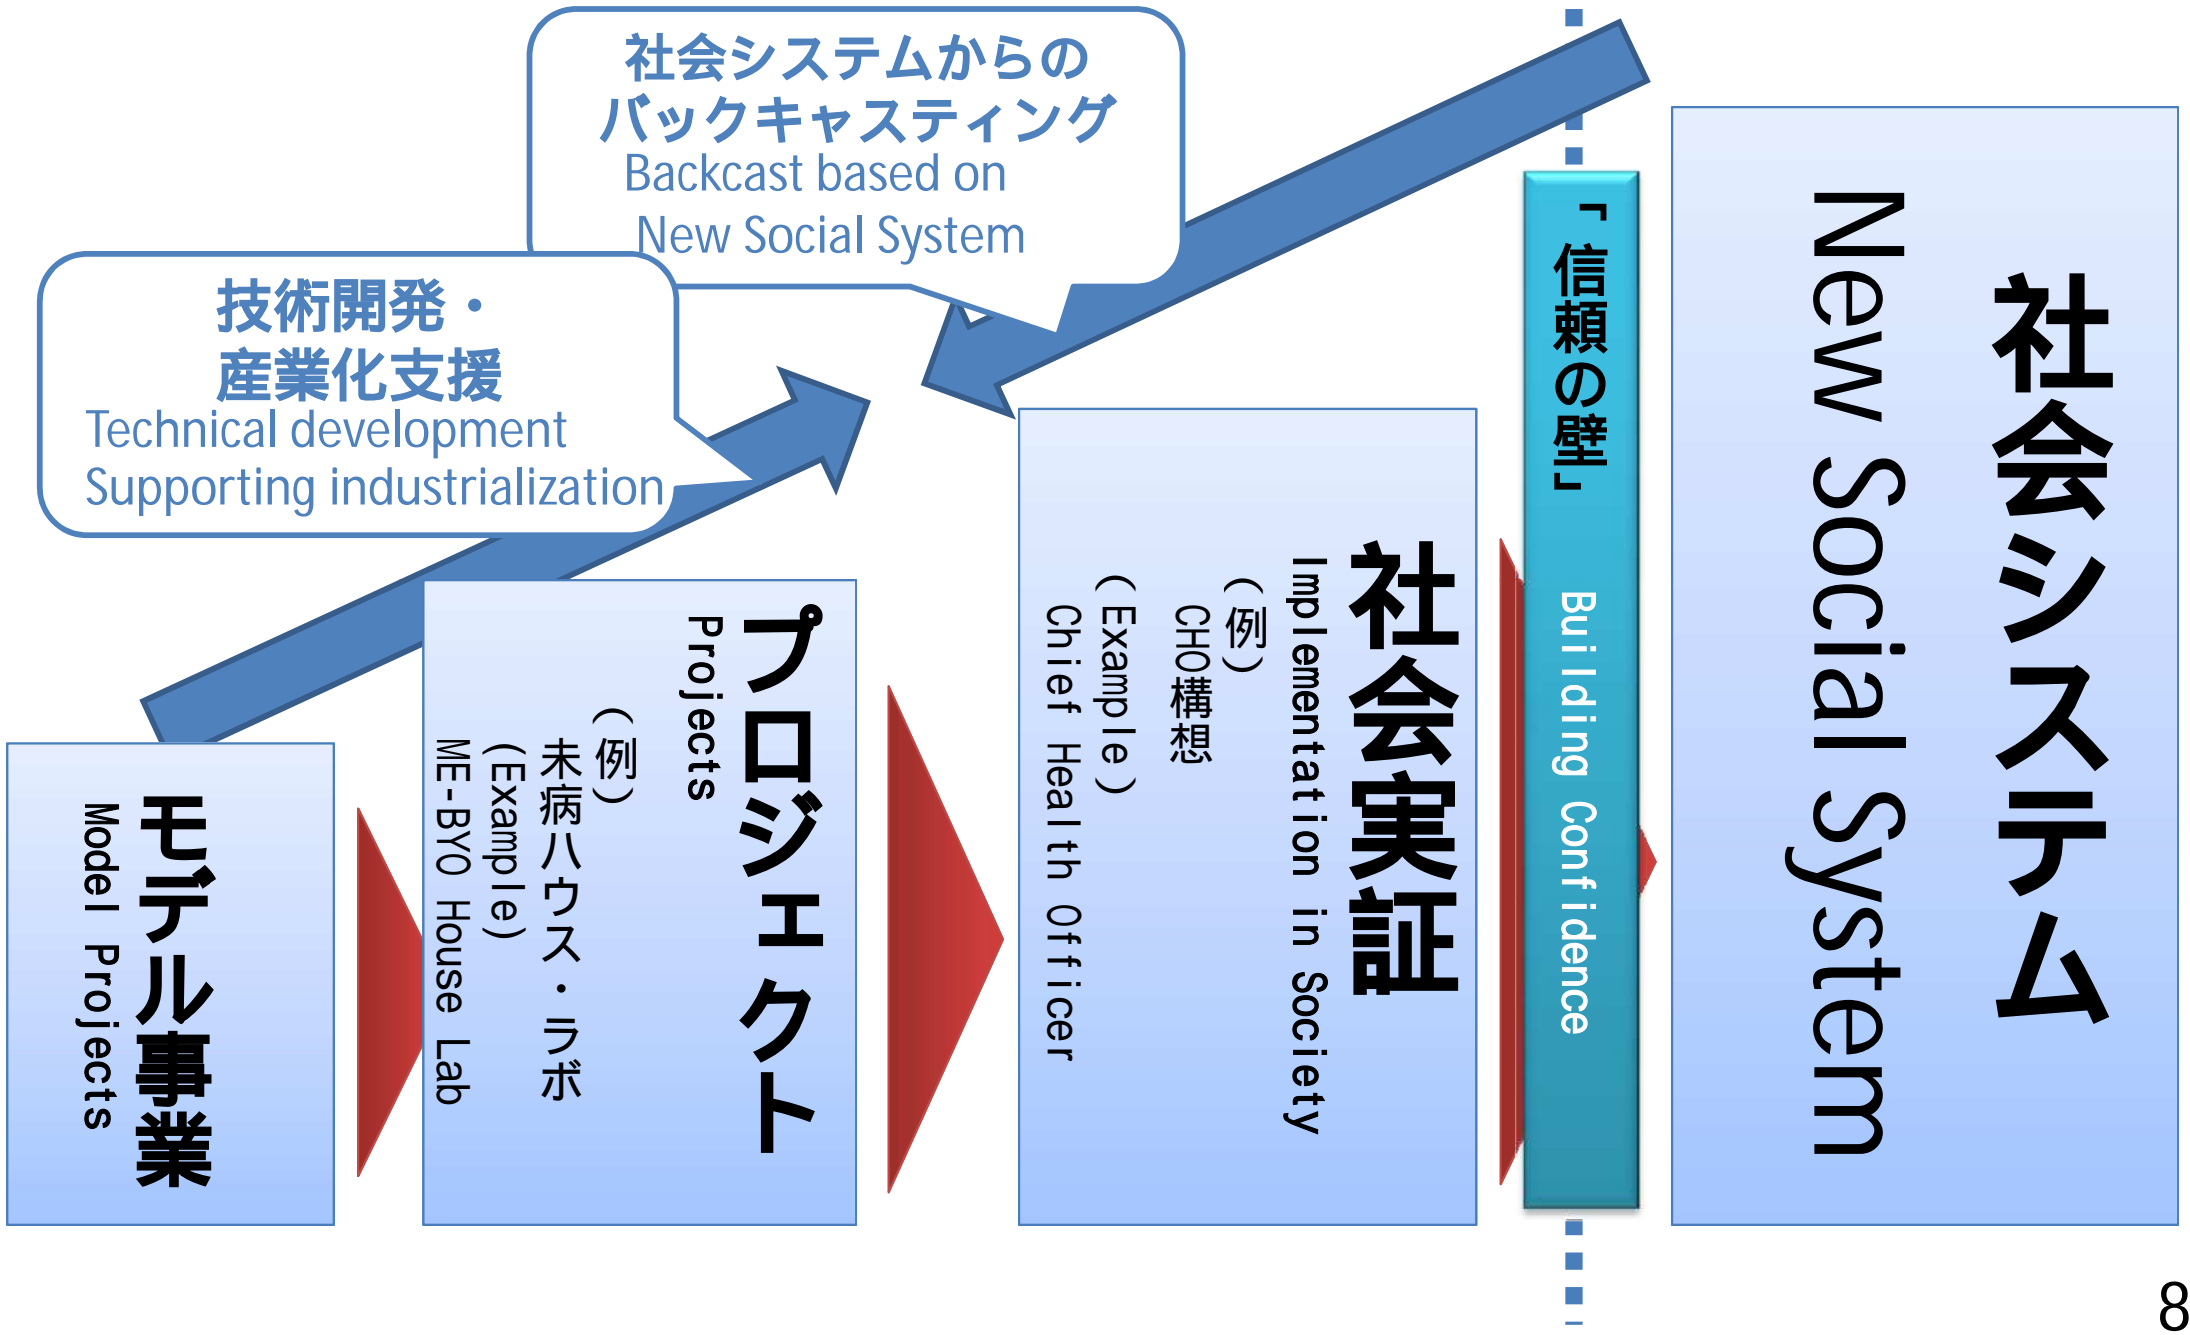 社会システムからの
バックキャスティング
Backcast based on
New Social System
技術開発・
産業化支援
Technical development
Supporting industrialization
モデル事業
Model Projects
プロジェクト
Projects
（例）
未病ハウス・ラボ
(Example)
ME-BYO House Lab
社会実証
Implementation in Society
（例）
CHO構想
（Example）
Chief Health Officer
「信頼の壁」 Building Confidence
社会システム
New Social System
8